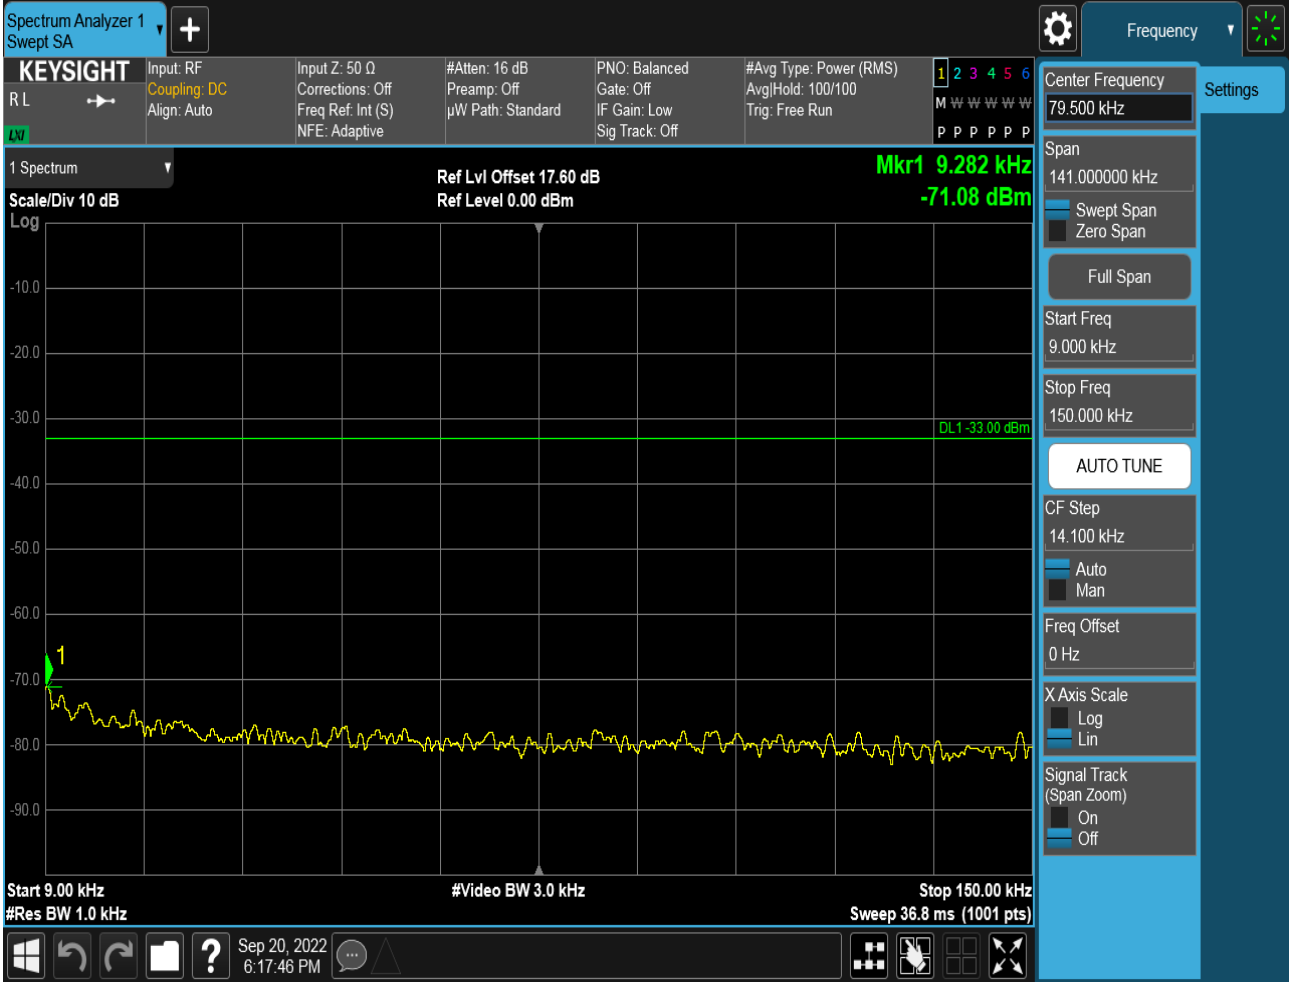 Spectrum Analyzer 1
Swept SA
Frequency
KEYSIGHT
R L
LXI
Input: RF
Coupling: DC
Align: Auto
Input Z: 50 Ω
Corrections: Off
Freq Ref: Int (S)
NFE: Adaptive
#Atten: 16 dB
Preamp: Off
µW Path: Standard
PNO: Balanced
Gate: Off
IF Gain: Low
Sig Track: Off
#Avg Type: Power (RMS)
Avg|Hold: 100/100
Trig: Free Run
1 2 3 4 5 6
M W W W W W
P P P P P P
1 Spectrum
Scale/Div 10 dB
Log
Ref Lvl Offset 17.60 dB
Ref Level 0.00 dBm
Mkr1 9.282 kHz
-71.08 dBm
-10.0
-20.0
-30.0
DL1 -33.00 dBm
-40.0
-50.0
-60.0
1
-70.0
-80.0
-90.0
Start 9.00 kHz
#Video BW 3.0 kHz
Stop 150.00 kHz
#Res BW 1.0 kHz
Sweep 36.8 ms (1001 pts)
Center Frequency
79.500 kHz
Settings
Span
141.000000 kHz
Swept Span
Zero Span
Full Span
Start Freq
9.000 kHz
Stop Freq
150.000 kHz
AUTO TUNE
CF Step
14.100 kHz
Auto
Man
Freq Offset
0 Hz
X Axis Scale
Log
Lin
Signal Track
(Span Zoom)
On
Off
?
Sep 20, 2022
6:17:46 PM